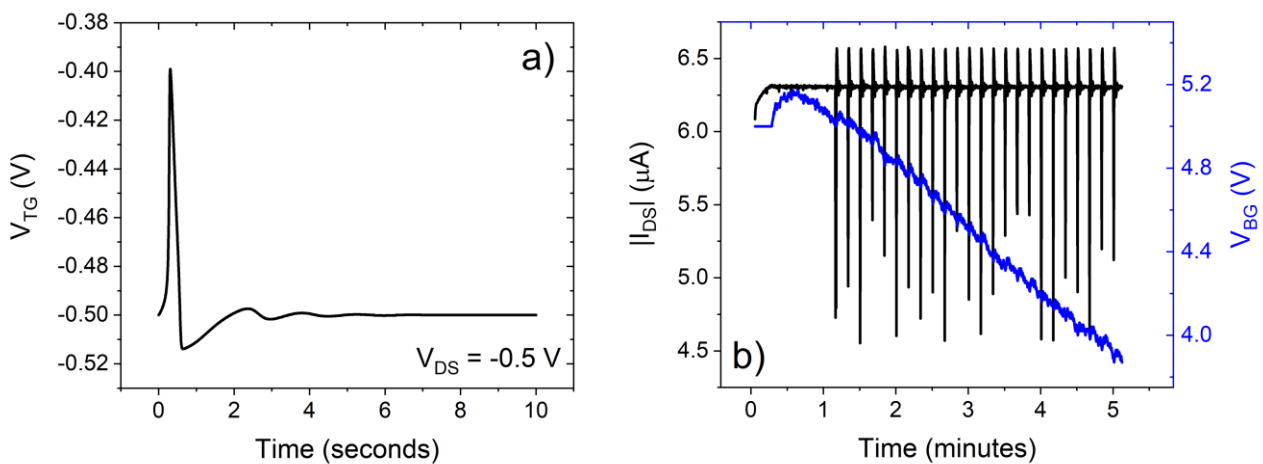 a)
-0.38
-0.40
-0.42
-0.44
-0.46
-0.48
-0.50
-0.52
V_TG (V)
V_DS = -0.5 V
0 2 4 6 8 10
Time (seconds)
b)
6.5
6.0
5.5
5.0
4.5
|I_DS| (μA)
5.2
4.8
4.4
4.0
V_BG (V)
0 1 2 3 4 5
Time (minutes)